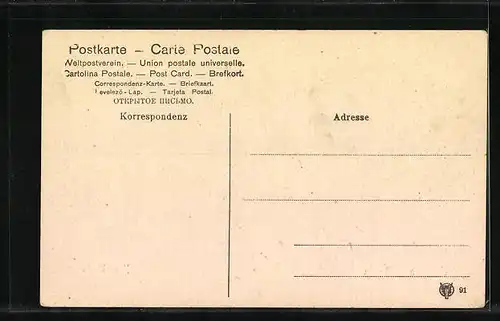 Postkarte – Carte Postale
Weltpostverein. — Union postale universelle.
Cartolina Postale. — Post Card. — Brefkort.
Correspondenz-Karte. — Briefkaart.
Levelező-Lap. — Tarjeta Postal
ОТКРЫТОЕ ПИСЬМО.
Korrespondenz
Adresse
91